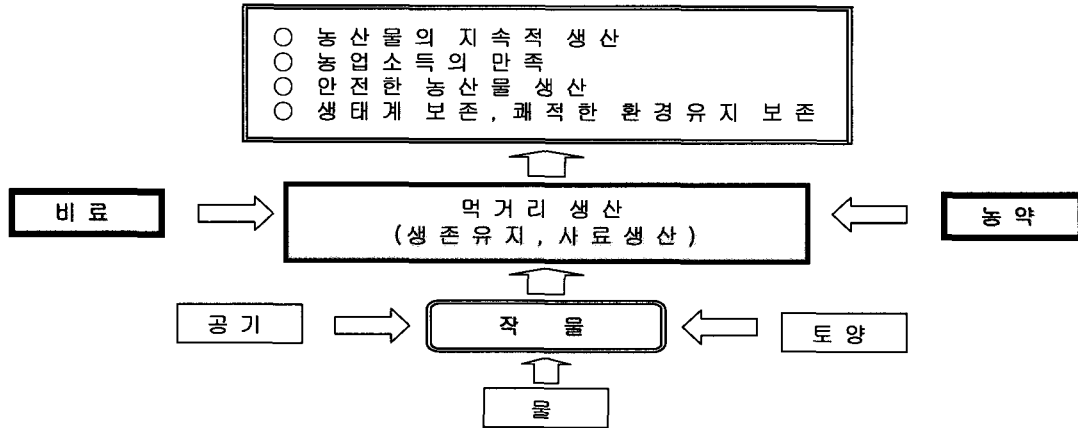 ○ 농산물의 지속적 생산
○ 농업소득의 만족
○ 안전한 농산물 생산
○ 생태계 보존, 쾌적한 환경유지 보존
비료
먹거리 생산
(생존유지, 사료생산)
농약
공기
작 물
토양
물